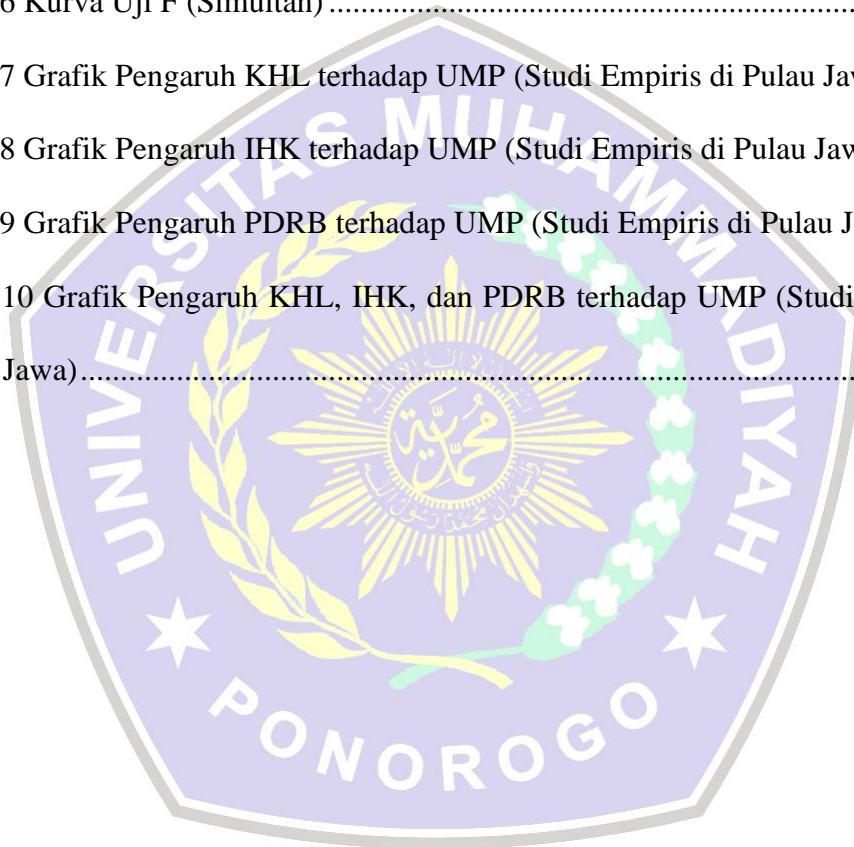 6 Kurva Uji F (Simultan) ..................................................................
7 Grafik Pengaruh KHL terhadap UMP (Studi Empiris di Pulau Jaw
8 Grafik Pengaruh IHK terhadap UMP (Studi Empiris di Pulau Jaw
9 Grafik Pengaruh PDRB terhadap UMP (Studi Empiris di Pulau J
10 Grafik Pengaruh KHL, IHK, dan PDRB terhadap UMP (Studi
Jawa) ..................................................................................................
UNIVERSITAS MUHAMMADIYAH
PONOROGO
محمدية